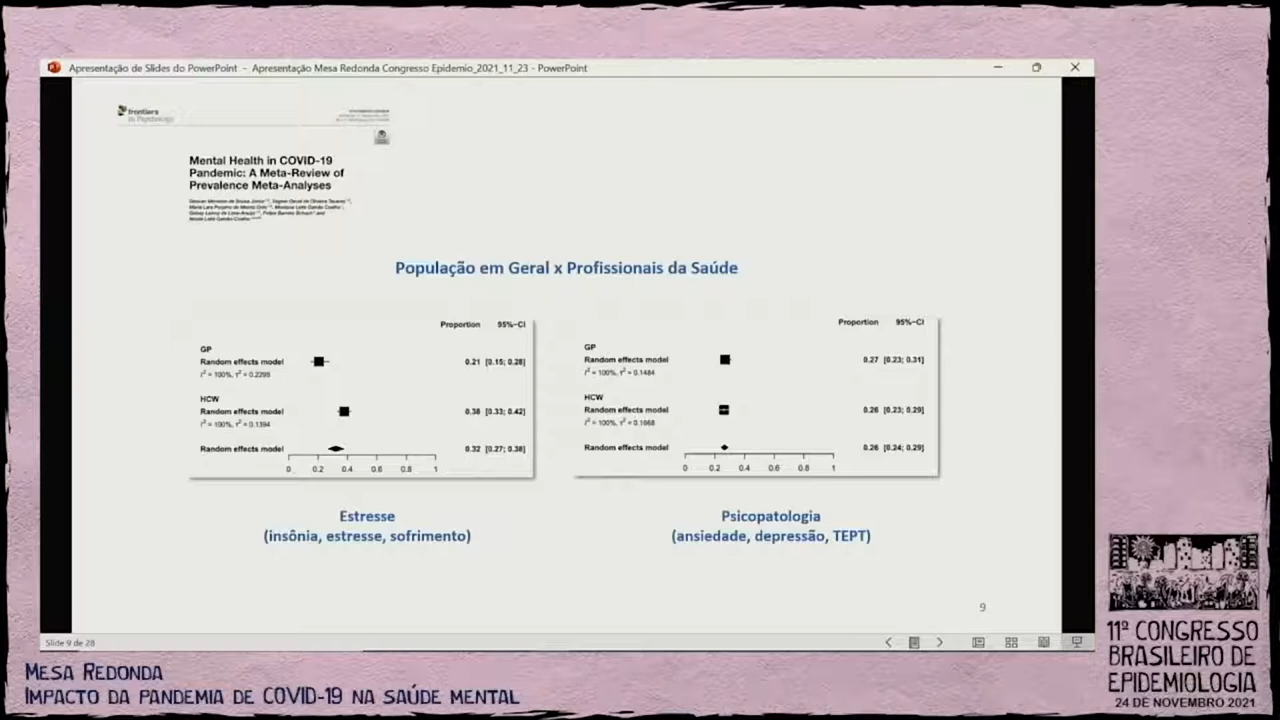 Apresentação de Slides do PowerPoint - Apresentação Mesa Redonda Congresso Epidemio_2021_11_23 - PowerPoint
frontiers
in Psychology
Mental Health in COVID-19
Pandemic: A Meta-Review of
Prevalence Meta-Analyses
População em Geral x Profissionais da Saúde
Proportion 95%-CI
GP
Random effects model 0.21 [0.15; 0.28]
I² = 100%, τ² = 0.2295
HCW
Random effects model 0.38 [0.33; 0.42]
I² = 100%, τ² = 0.1394
Random effects model 0.32 [0.27; 0.38]
0 0.2 0.4 0.6 0.8 1
Estresse
(insônia, estresse, sofrimento)
Proportion 95%-CI
GP
Random effects model 0.27 [0.23; 0.31]
I² = 100%, τ² = 0.1484
HCW
Random effects model 0.26 [0.23; 0.29]
I² = 100%, τ² = 0.1668
Random effects model 0.26 [0.24; 0.29]
0 0.2 0.4 0.6 0.8 1
Psicopatologia
(ansiedade, depressão, TEPT)
9
Slide 9 de 28
Mesa Redonda
Impacto da pandemia de COVID-19 na saúde mental
11º CONGRESSO
BRASILEIRO DE
EPIDEMIOLOGIA
24 DE NOVEMBRO 2021